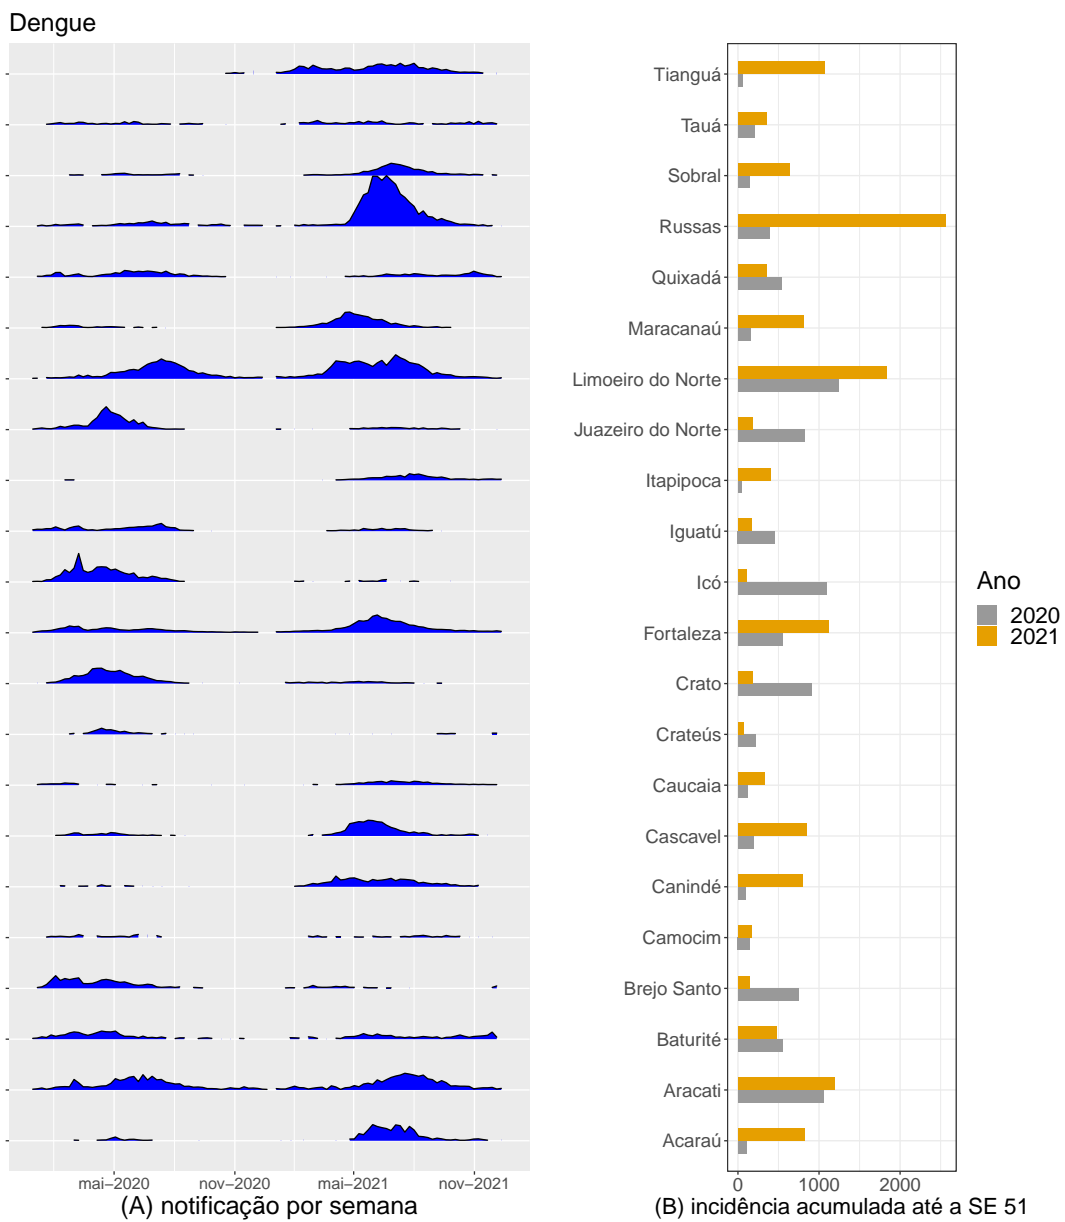 Dengue
Tianguá
Tauá
Sobral
Russas
Quixadá
Maracanaú
Limoeiro do Norte
Juazeiro do Norte
Itapipoca
Iguatú
Icó
Fortaleza
Crato
Crateús
Caucaia
Cascavel
Canindé
Camocim
Brejo Santo
Baturité
Aracati
Acaraú
Ano
2020
2021
mai−2020 nov−2020 mai−2021 nov−2021
0 1000 2000
(A) notificação por semana
(B) incidência acumulada até a SE 51